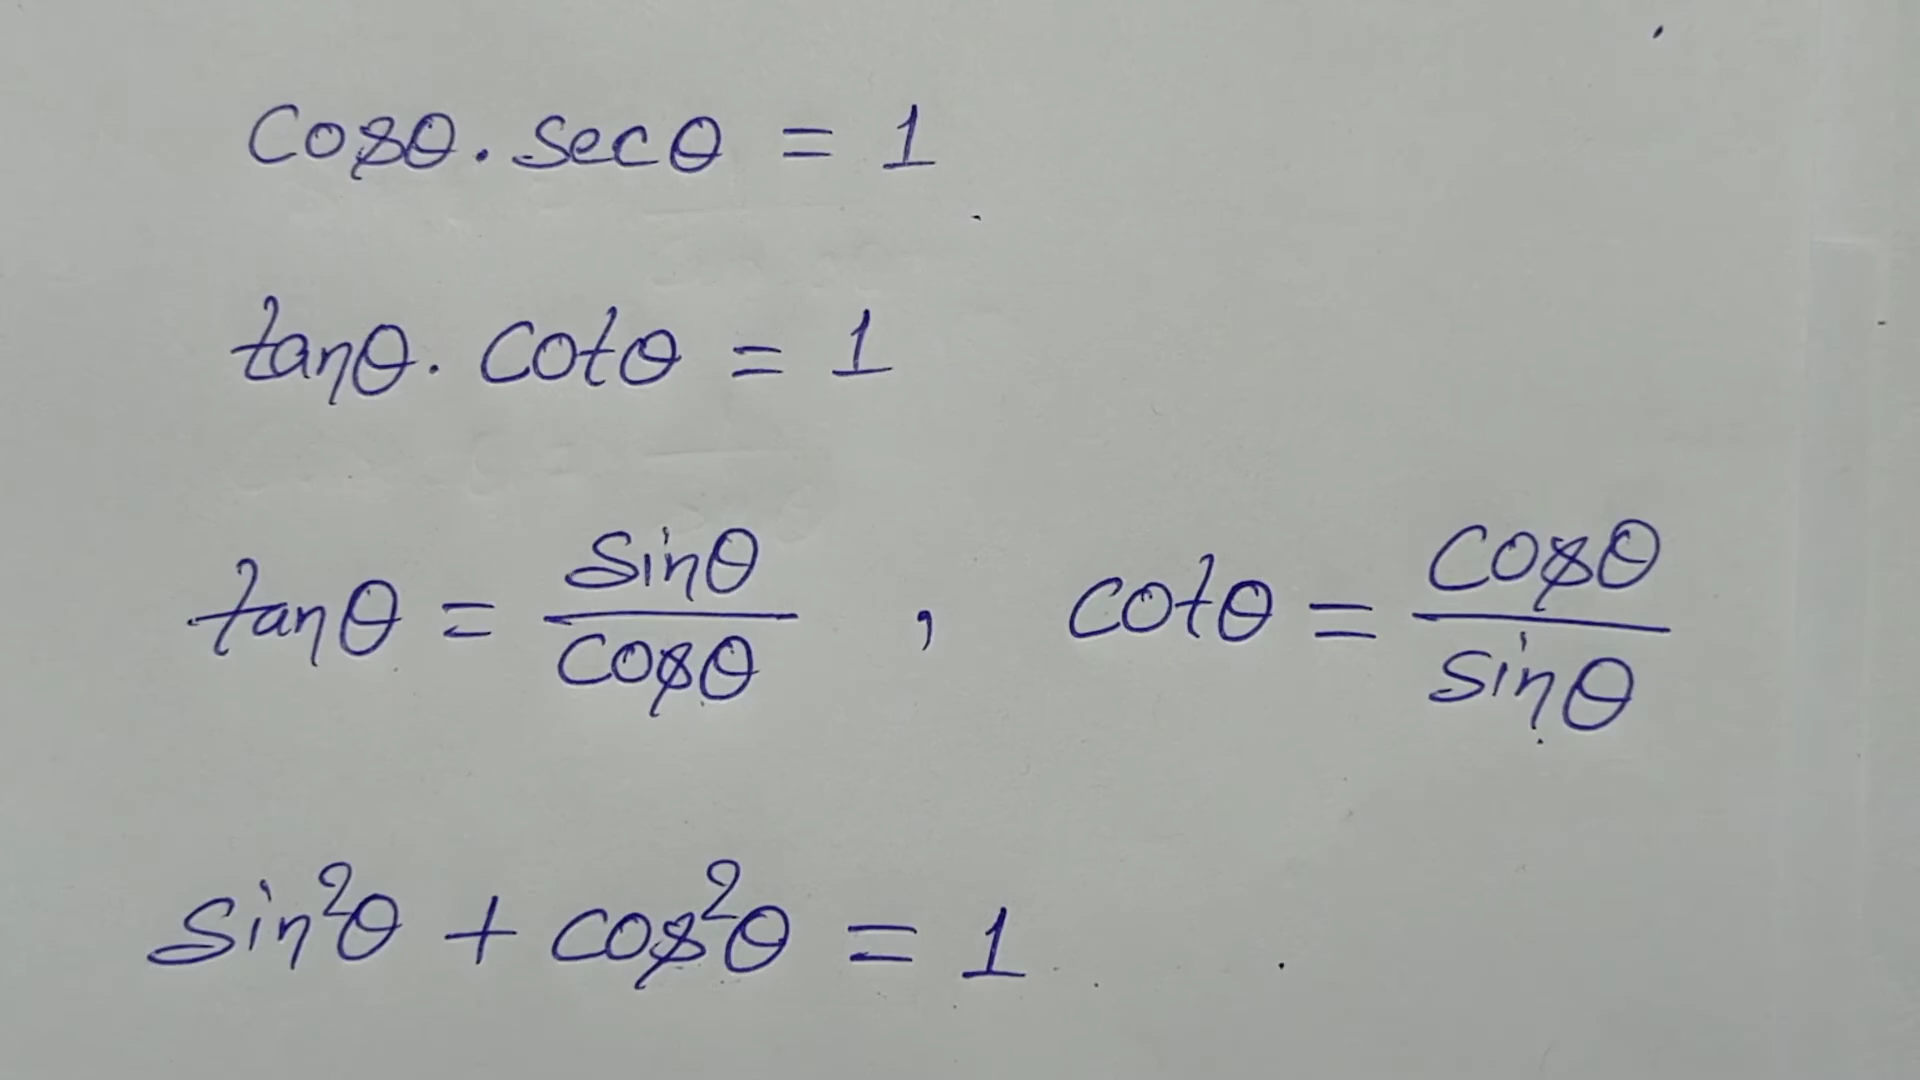 cosθ. secθ = 1
tanθ. cotθ = 1
tanθ = sinθ/cosθ , cotθ = cosθ/sinθ
sin²θ + cos²θ = 1